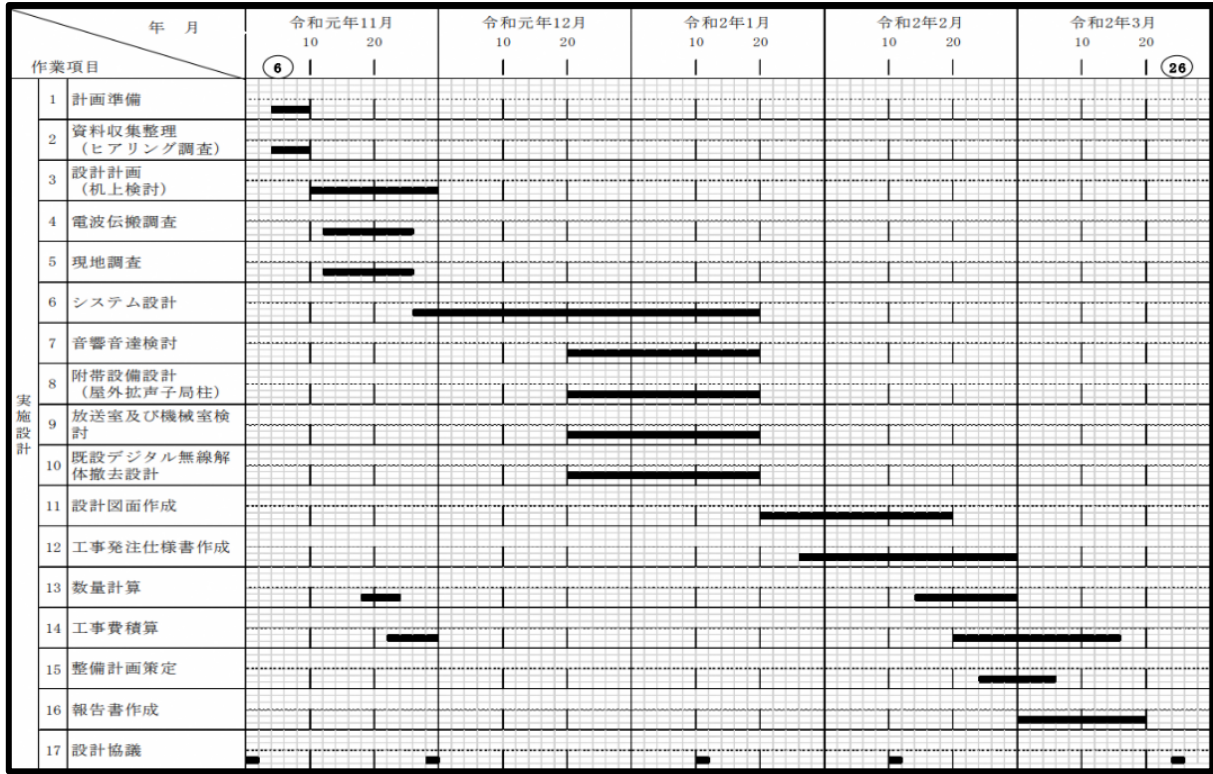 年　月
作業項目
令和元年11月
令和元年12月
令和2年1月
令和2年2月
令和2年3月
10 20
10 20
10 20
10 20
10 20
6
26
実施設計
1 計画準備
2 資料収集整理
（ヒアリング調査）
3 設計計画
（机上検討）
4 電波伝搬調査
5 現地調査
6 システム設計
7 音響音達検討
8 附帯設備設計
（屋外拡声子局柱）
9 放送室及び機械室検
討
10 既設デジタル無線解
体撤去設計
11 設計図面作成
12 工事発注仕様書作成
13 数量計算
14 工事費積算
15 整備計画策定
16 報告書作成
17 設計協議